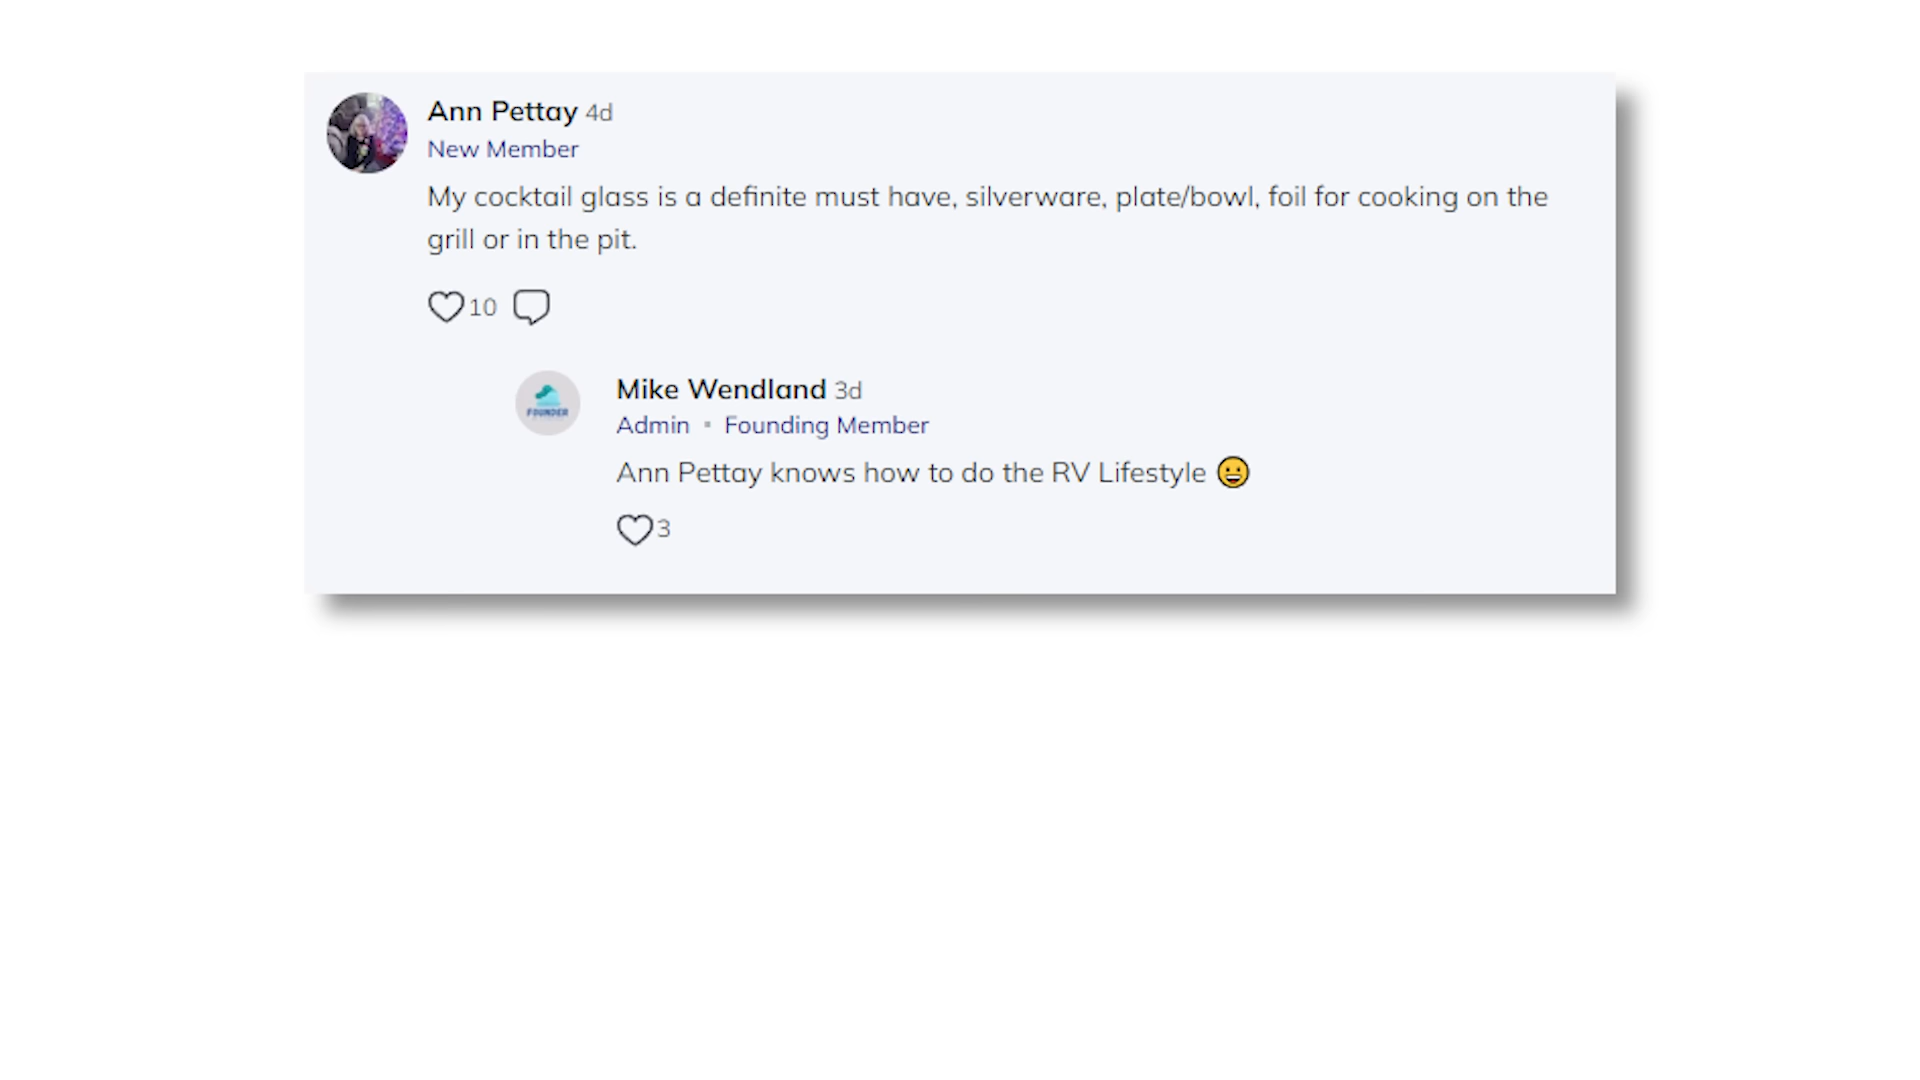 Ann Pettay 4d
New Member
My cocktail glass is a definite must have, silverware, plate/bowl, foil for cooking on the
grill or in the pit.
10
FOUNDER
Mike Wendland 3d
Admin ▪ Founding Member
Ann Pettay knows how to do the RV Lifestyle 😀
3